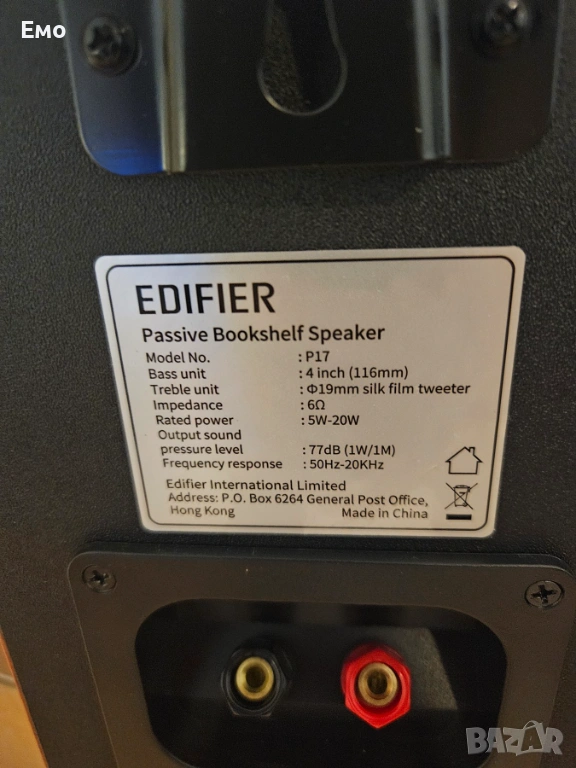 Emo
EDIFIER
Passive Bookshelf Speaker
Model No. : P17
Bass unit : 4 inch (116mm)
Treble unit : Φ19mm silk film tweeter
Impedance : 6Ω
Rated power : 5W-20W
Output sound
pressure level : 77dB (1W/1M)
Frequency response : 50Hz-20KHz
Edifier International Limited
Address: P.O. Box 6264 General Post Office,
Hong Kong Made in China
BAZAR